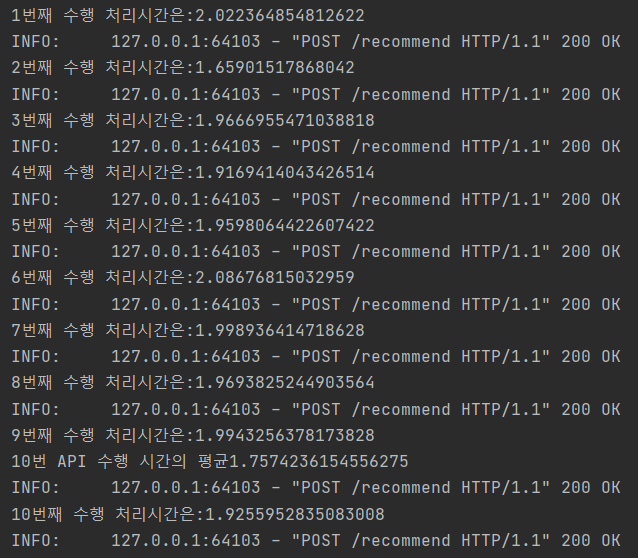 1번째 수행 처리시간은:2.022364854812622
INFO:     127.0.0.1:64103 - "POST /recommend HTTP/1.1" 200 OK
2번째 수행 처리시간은:1.65901517868042
INFO:     127.0.0.1:64103 - "POST /recommend HTTP/1.1" 200 OK
3번째 수행 처리시간은:1.9666955471038818
INFO:     127.0.0.1:64103 - "POST /recommend HTTP/1.1" 200 OK
4번째 수행 처리시간은:1.9169414043426514
INFO:     127.0.0.1:64103 - "POST /recommend HTTP/1.1" 200 OK
5번째 수행 처리시간은:1.9598064422607422
INFO:     127.0.0.1:64103 - "POST /recommend HTTP/1.1" 200 OK
6번째 수행 처리시간은:2.08676815032959
INFO:     127.0.0.1:64103 - "POST /recommend HTTP/1.1" 200 OK
7번째 수행 처리시간은:1.998936414718628
INFO:     127.0.0.1:64103 - "POST /recommend HTTP/1.1" 200 OK
8번째 수행 처리시간은:1.9693825244903564
INFO:     127.0.0.1:64103 - "POST /recommend HTTP/1.1" 200 OK
9번째 수행 처리시간은:1.9943256378173828
10번 API 수행 시간의 평균1.7574236154556275
INFO:     127.0.0.1:64103 - "POST /recommend HTTP/1.1" 200 OK
10번째 수행 처리시간은:1.9255952835083008
INFO:     127.0.0.1:64103 - "POST /recommend HTTP/1.1" 200 OK